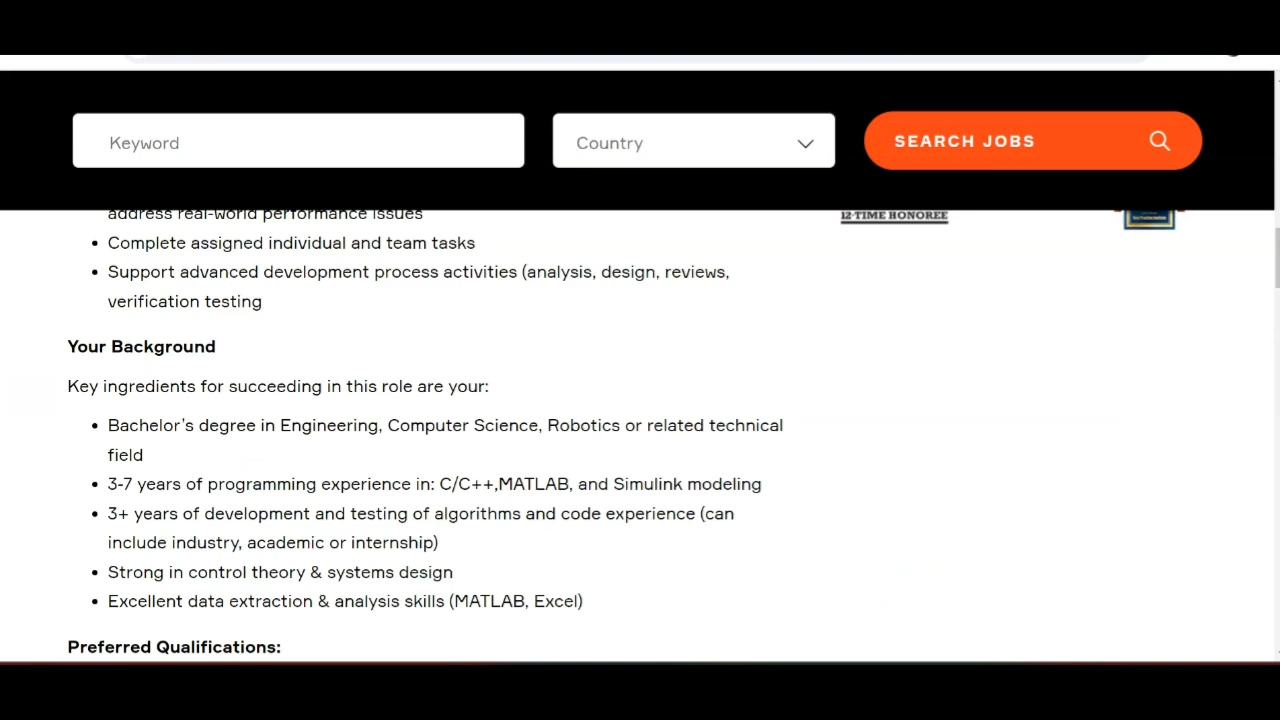 Keyword
Country
SEARCH JOBS
address real-world performance issues
12-TIME HONOREE
Complete assigned individual and team tasks
Support advanced development process activities (analysis, design, reviews,
verification testing
Your Background
Key ingredients for succeeding in this role are your:
Bachelor's degree in Engineering, Computer Science, Robotics or related technical
field
3-7 years of programming experience in: C/C++,MATLAB, and Simulink modeling
3+ years of development and testing of algorithms and code experience (can
include industry, academic or internship)
Strong in control theory & systems design
Excellent data extraction & analysis skills (MATLAB, Excel)
Preferred Qualifications: